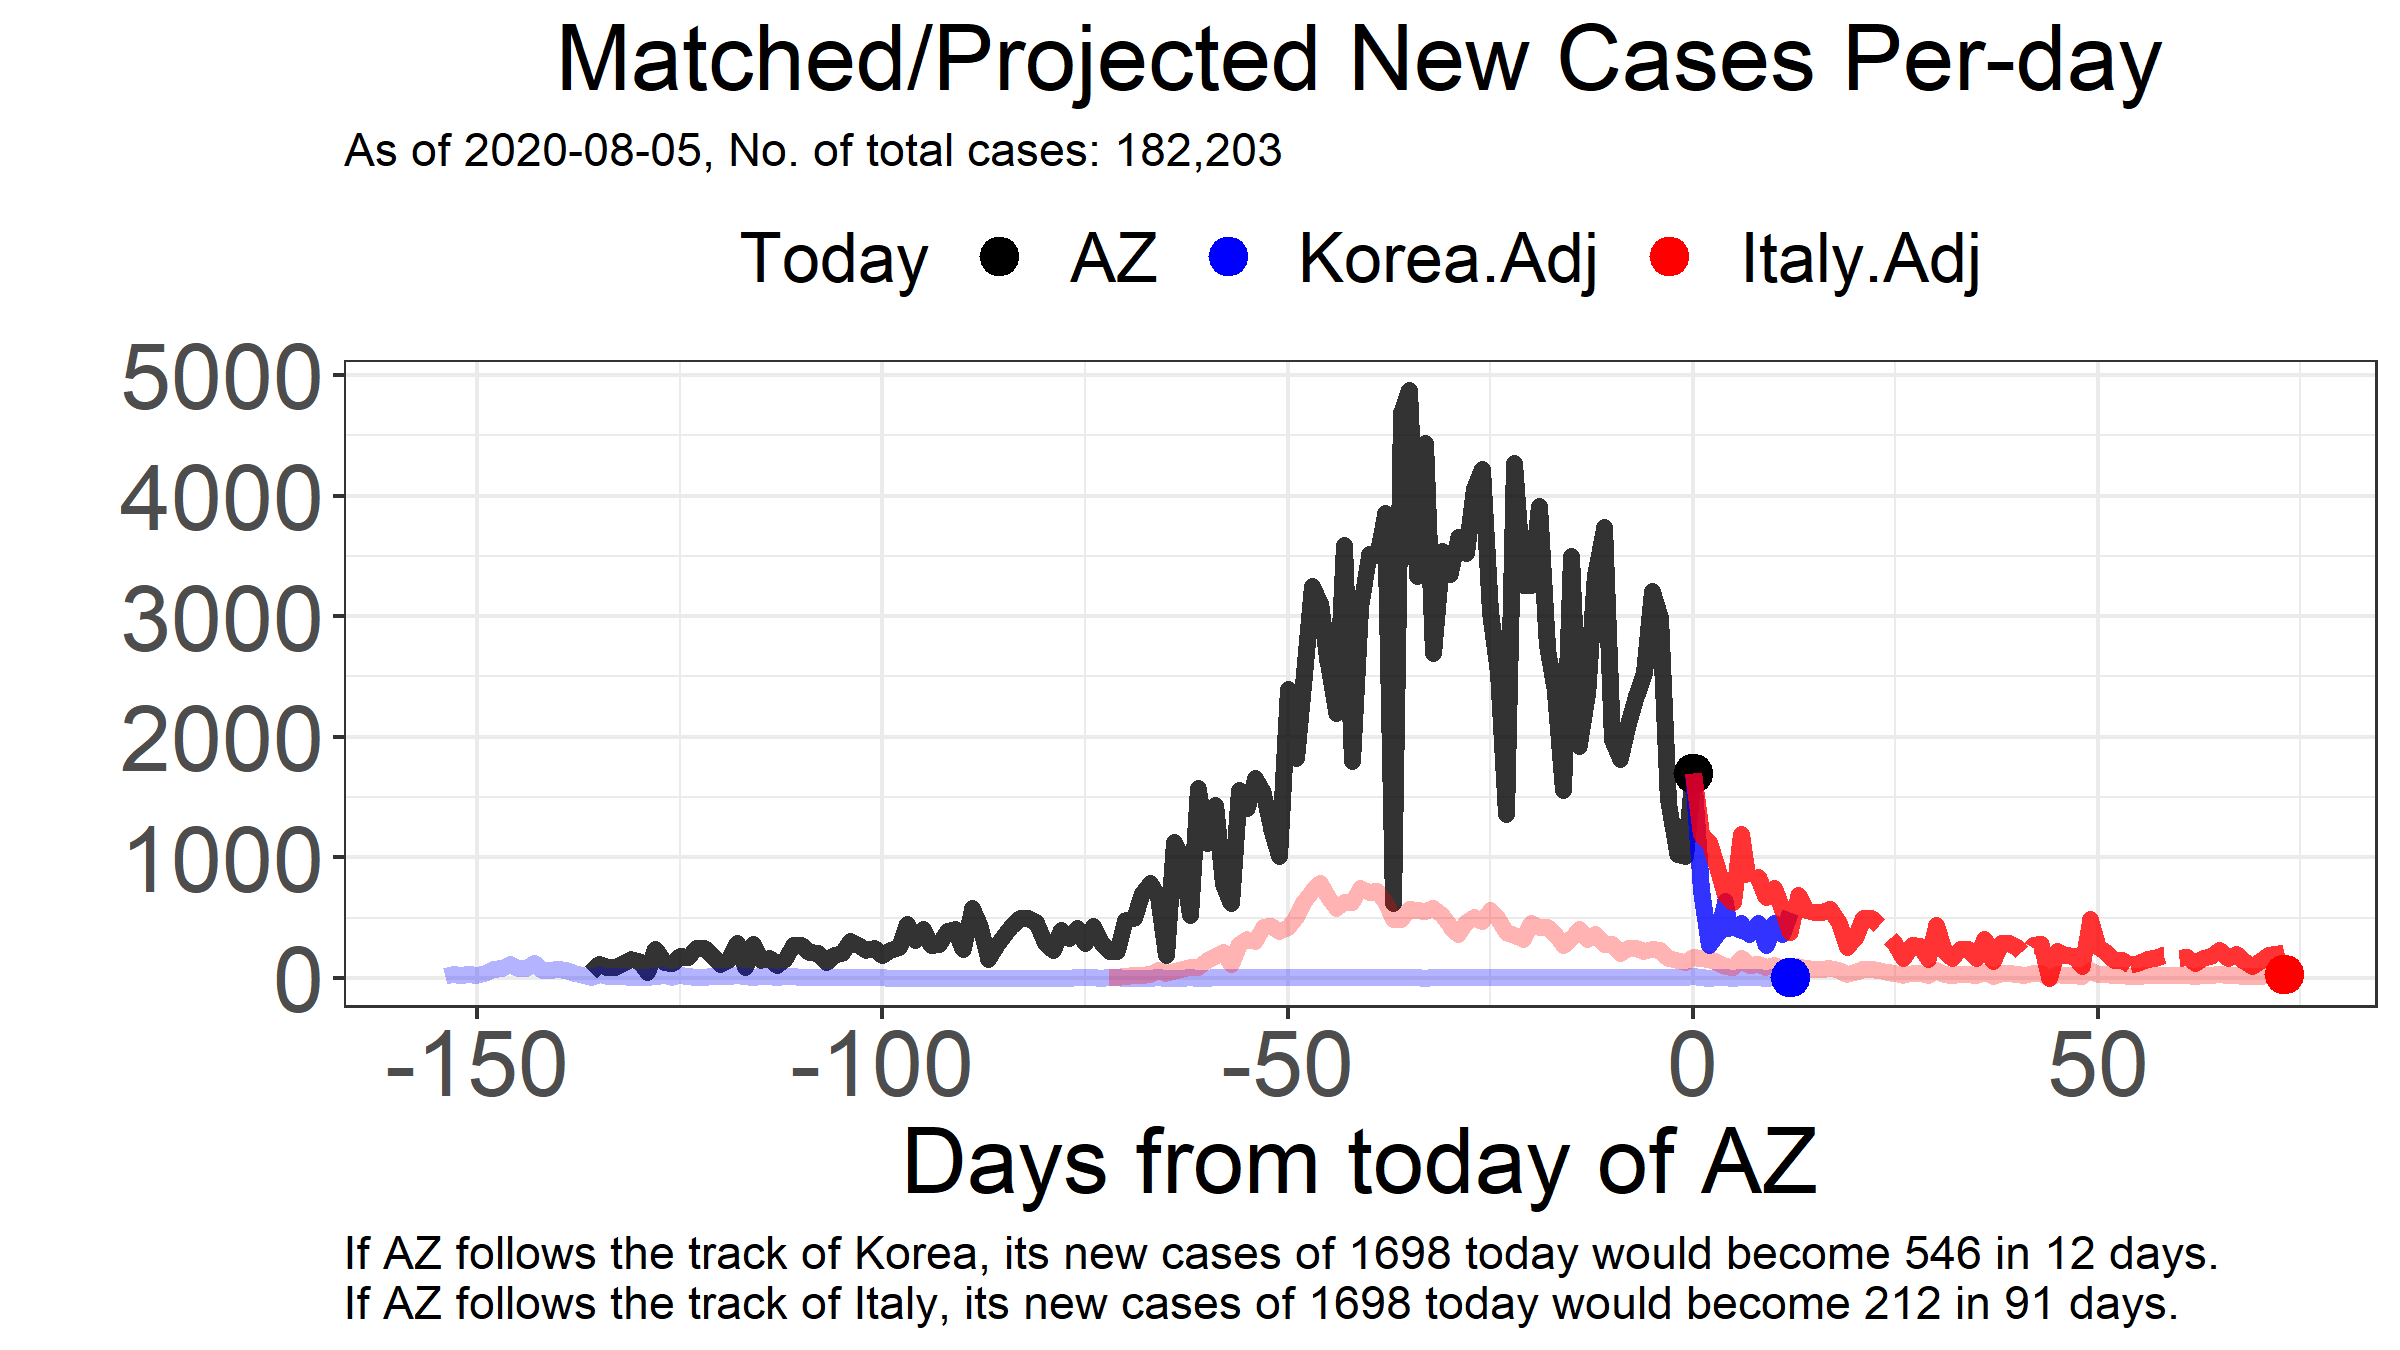 Matched/Projected New Cases Per-day
As of 2020-08-05, No. of total cases: 182,203
Today AZ Korea.Adj Italy.Adj
5000
4000
3000
2000
1000
0
-150 -100 -50 0 50
Days from today of AZ
If AZ follows the track of Korea, its new cases of 1698 today would become 546 in 12 days.
If AZ follows the track of Italy, its new cases of 1698 today would become 212 in 91 days.